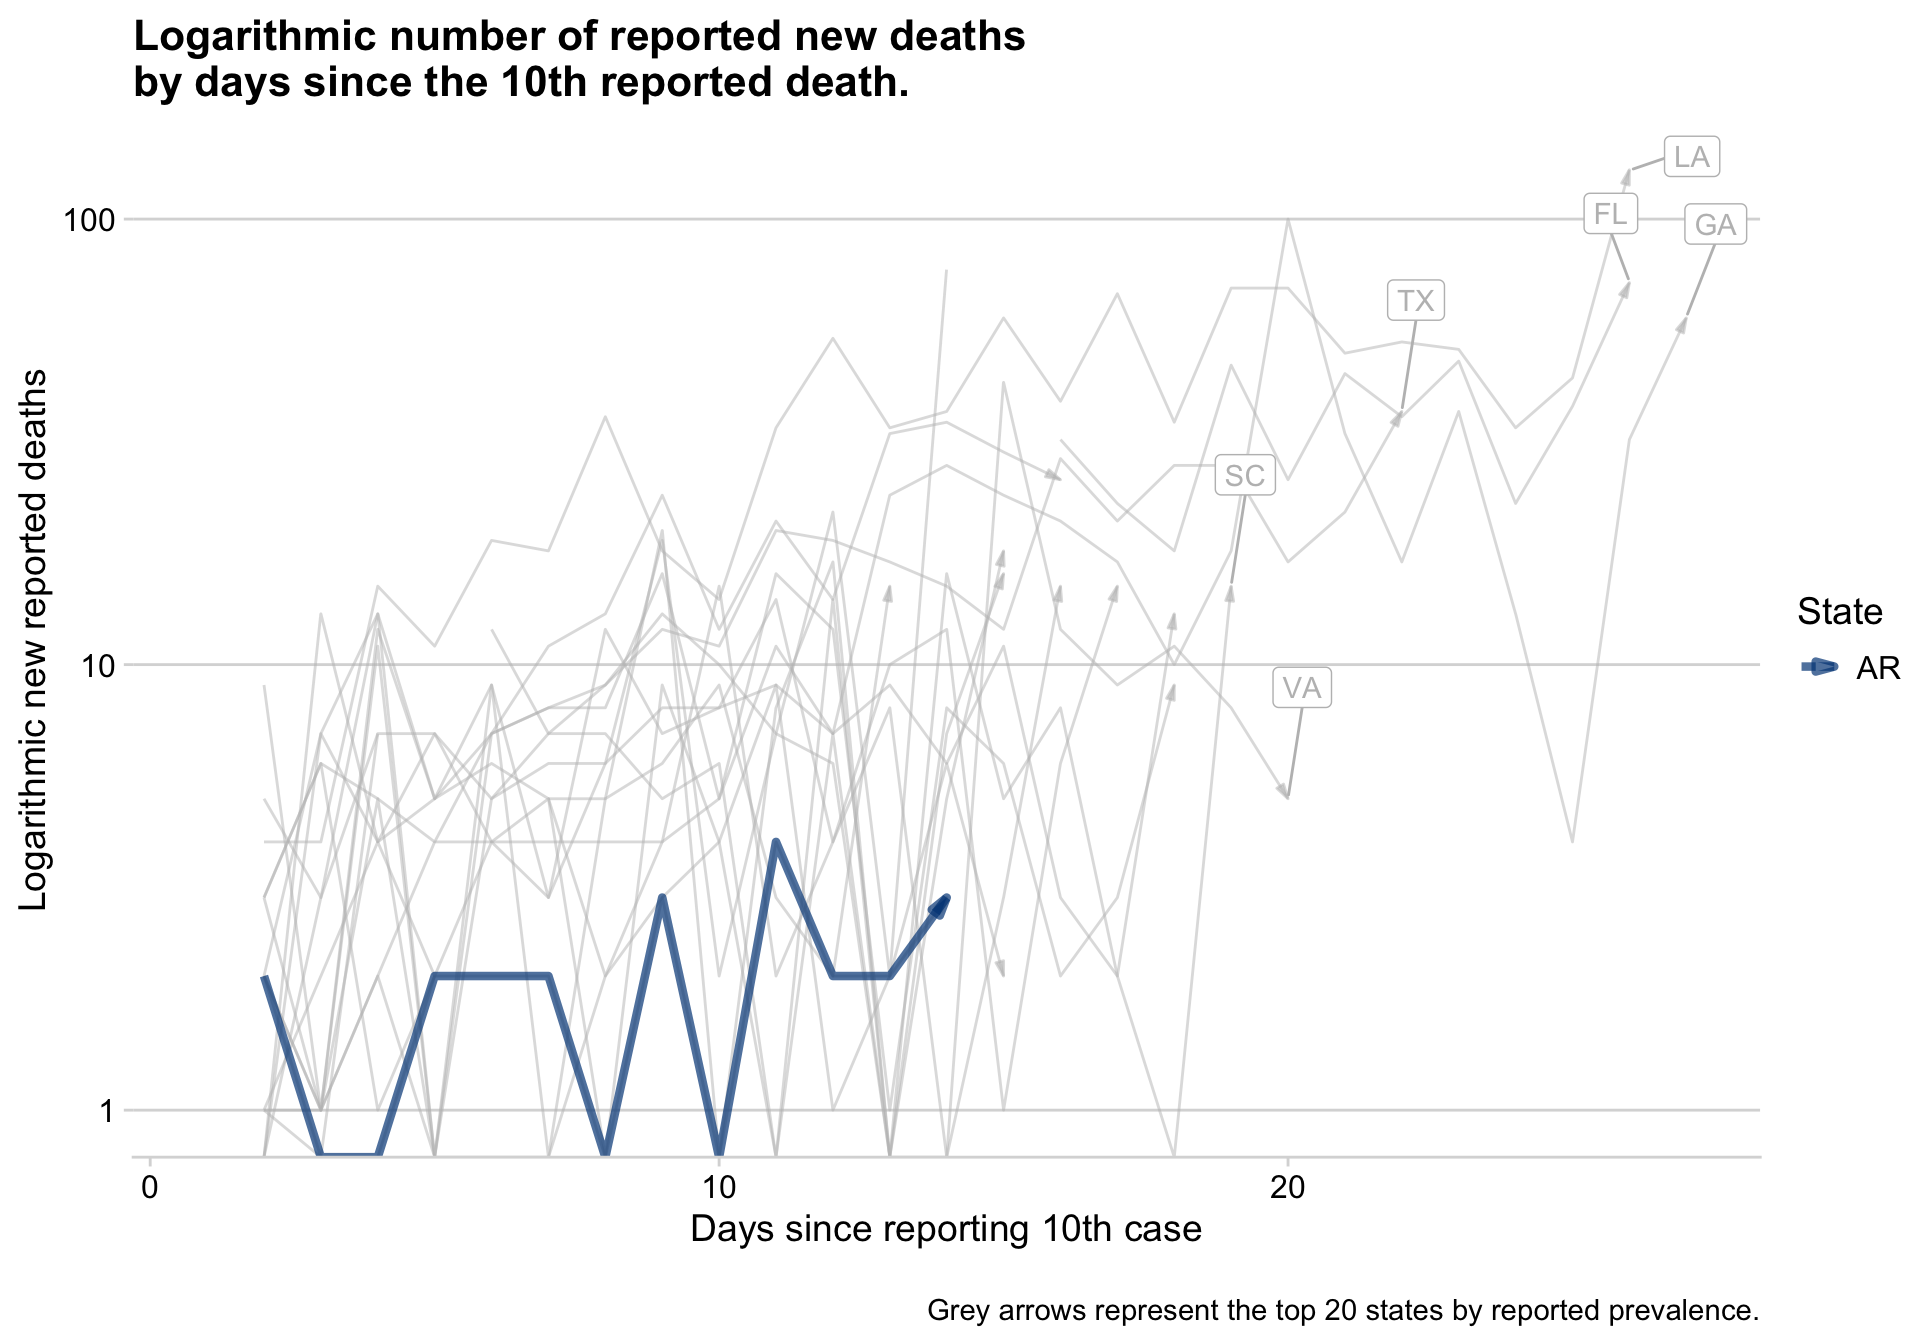 Logarithmic number of reported new deaths
by days since the 10th reported death.
LA
FL
GA
100
TX
SC
VA
10
1
Logarithmic new reported deaths
State
AR
0
10
20
Days since reporting 10th case
Grey arrows represent the top 20 states by reported prevalence.